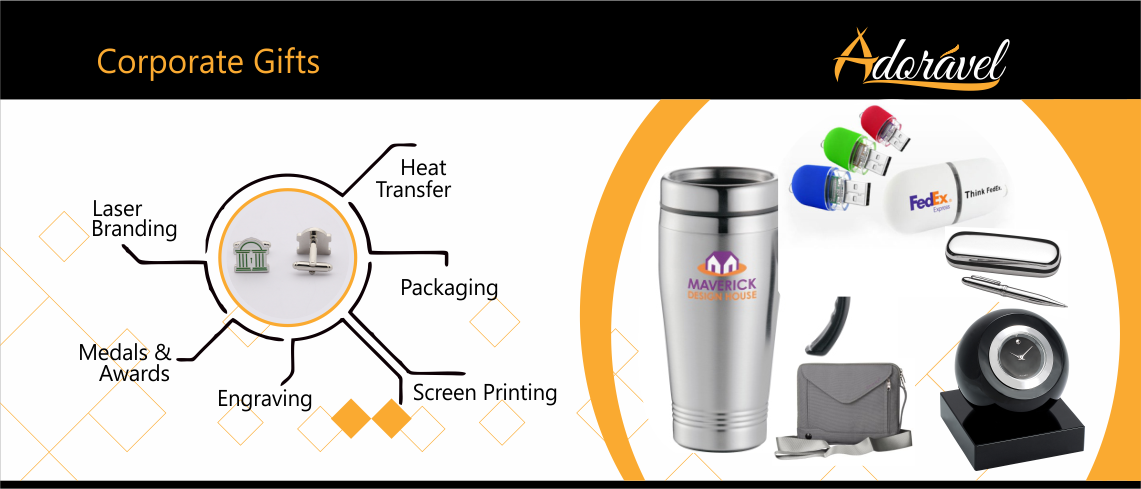 Corporate Gifts
Adorável
Heat
Transfer
Laser
Branding
Packaging
Medals &
Awards
Engraving
Screen Printing
FedEx
Express
Think FedEx.
MAVERICK
DESIGN HOUSE